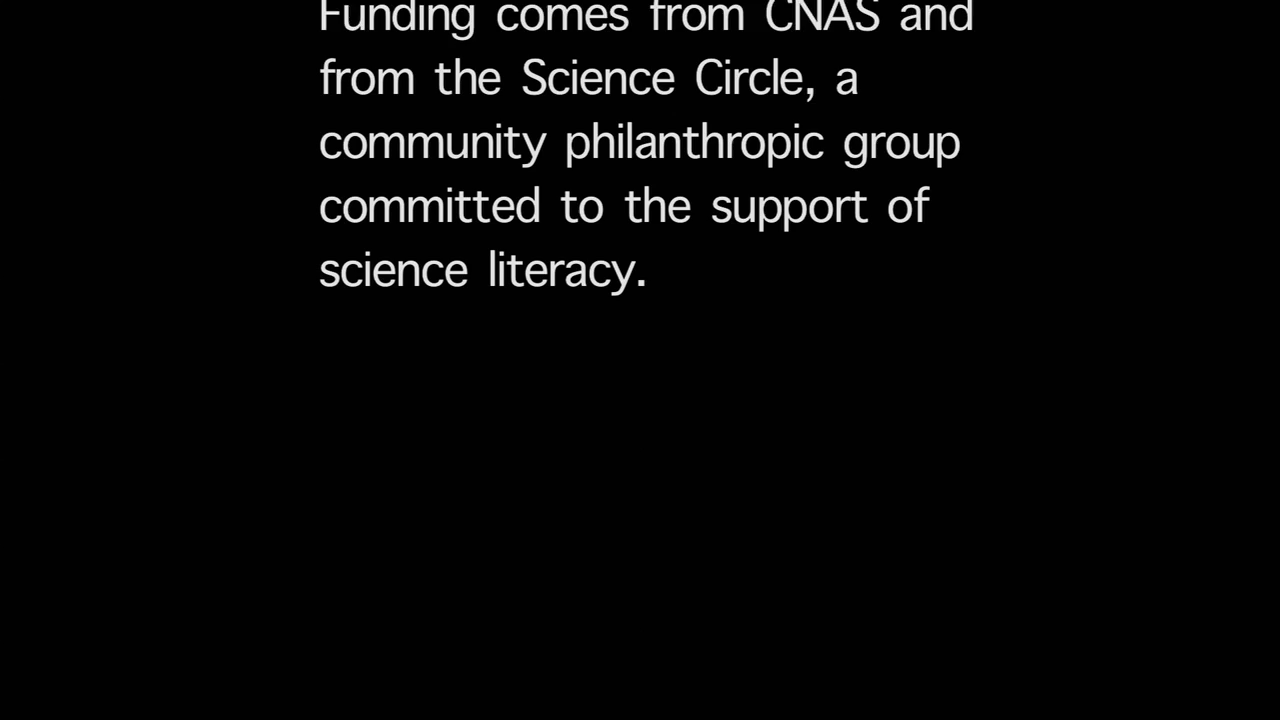 Funding comes from CNAS and
from the Science Circle, a
community philanthropic group
committed to the support of
science literacy.